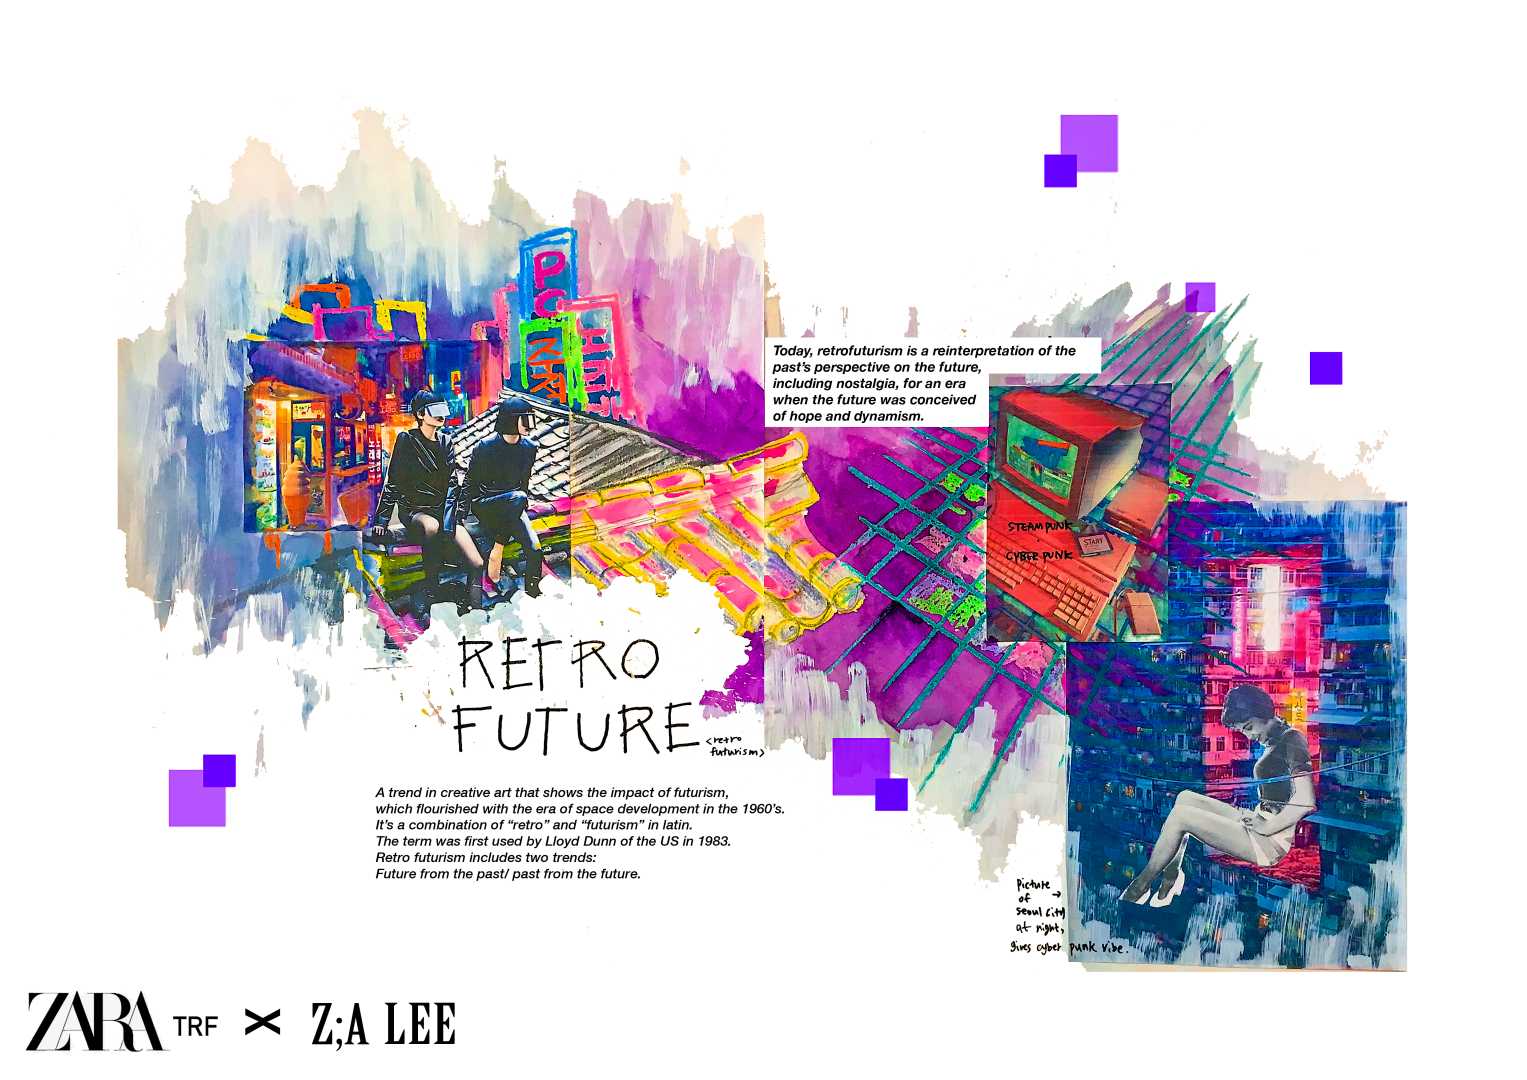 Today, retrofuturism is a reinterpretation of the
past's perspective on the future,
including nostalgia, for an era
when the future was conceived
of hope and dynamism.
STEAMPUNK
CYBERPUNK
START
RETRO
FUTURE
<retro
futurism>
A trend in creative art that shows the impact of futurism,
which flourished with the era of space development in the 1960's.
It's a combination of “retro” and “futurism” in latin.
The term was first used by Lloyd Dunn of the US in 1983.
Retro futurism includes two trends:
Future from the past/ past from the future.
Picture →
of
seoul city
at night,
gives cyber punk vibe.
ZARA TRF X Z;A LEE